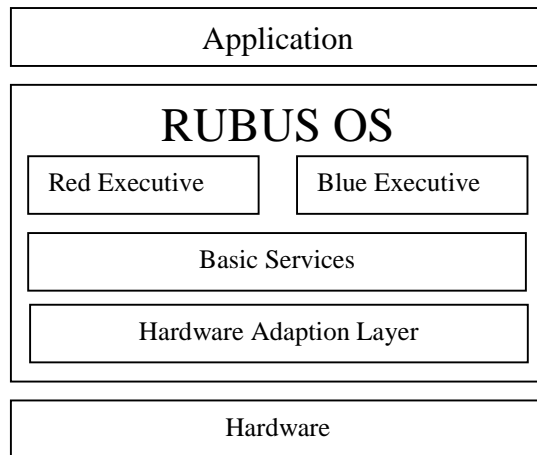 Application
RUBUS OS
Red Executive
Blue Executive
Basic Services
Hardware Adaption Layer
Hardware